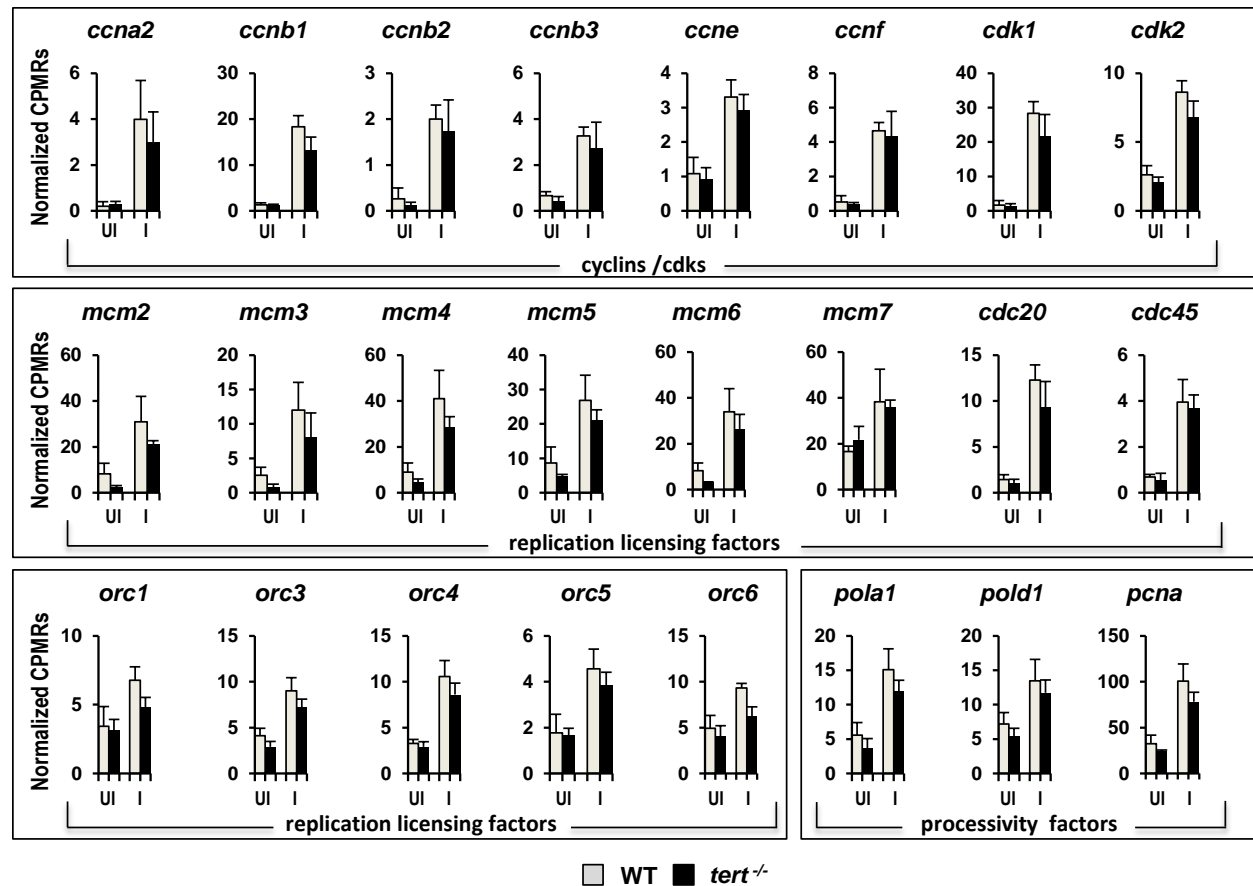 ccna2 ccnb1 ccnb2 ccnb3 ccne ccnf cdk1 cdk2
Normalized CPMRs
6 30 3 6 4 8 40 10
4 20 2 4 3 6 30 5
2 10 1 2 2 4 20 0
0 0 0 0 1 2 10
0 0 0
UI I UI I UI I UI I UI I UI I UI I UI I
cyclins /cdks
mcm2 mcm3 mcm4 mcm5 mcm6 mcm7 cdc20 cdc45
Normalized CPMRs
60 20 60 40 60 60 15 6
40 15 40 30 40 40 10 4
20 10 20 20 20 20 5 2
0 5 0 10 0 0 0 0
0 0
UI I UI I UI I UI I UI I UI I UI I UI I
replication licensing factors
orc1 orc3 orc4 orc5 orc6
Normalized CPMRs
10 15 15 6 15
5 10 10 4 10
0 5 5 2 5
0 0 0 0
UI I UI I UI I UI I UI I
replication licensing factors
pola1 pold1 pcna
20 20 150
15 15 100
10 10 50
5 5 0
0 0
UI I UI I UI I
processivity factors
WT tert -/-